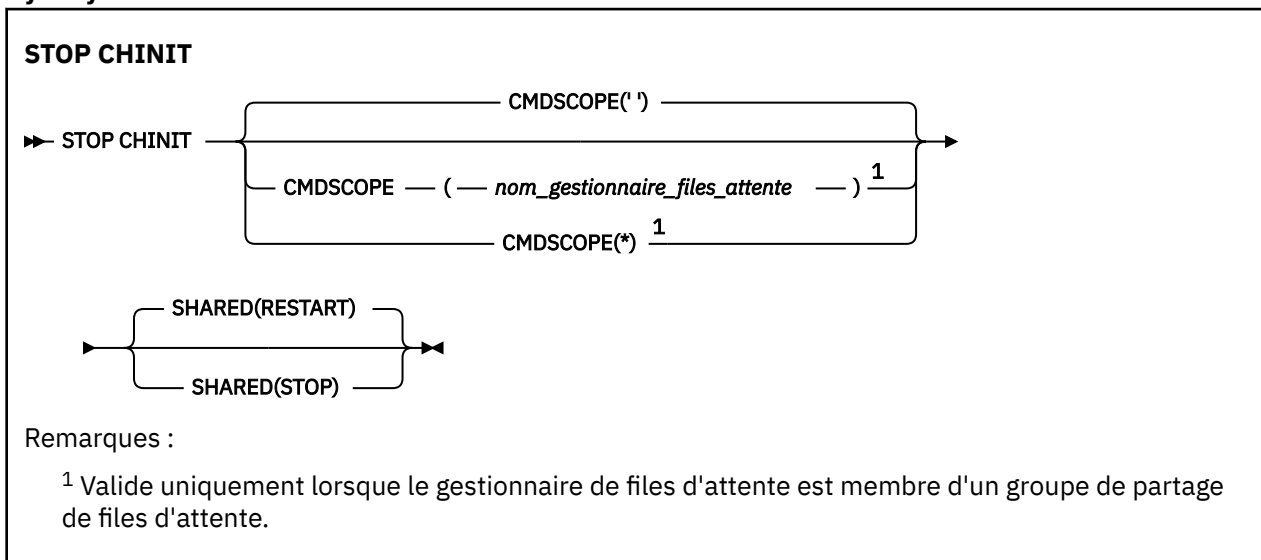 STOP CHINIT
CMDSCOPE(' ')
STOP CHINIT
CMDSCOPE ( nom_gestionnaire_files_attente ) 1
CMDSCOPE(*) 1
SHARED(RESTART)
SHARED(STOP)
Remarques :
1 Valide uniquement lorsque le gestionnaire de files d'attente est membre d'un groupe de partage
de files d'attente.